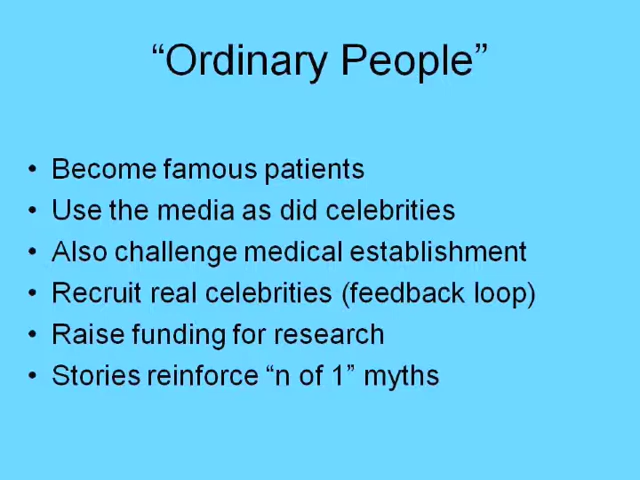 “Ordinary People”
• Become famous patients
• Use the media as did celebrities
• Also challenge medical establishment
• Recruit real celebrities (feedback loop)
• Raise funding for research
• Stories reinforce “n of 1” myths